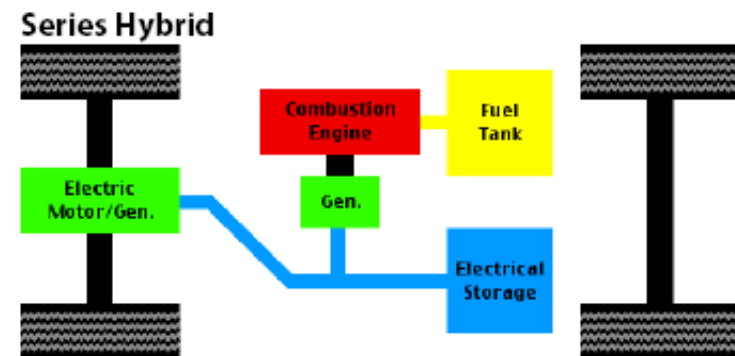 Series Hybrid
Combustion
Engine
Fuel
Tank
Electric
Motor/Gen.
Gen.
Electrical
Storage